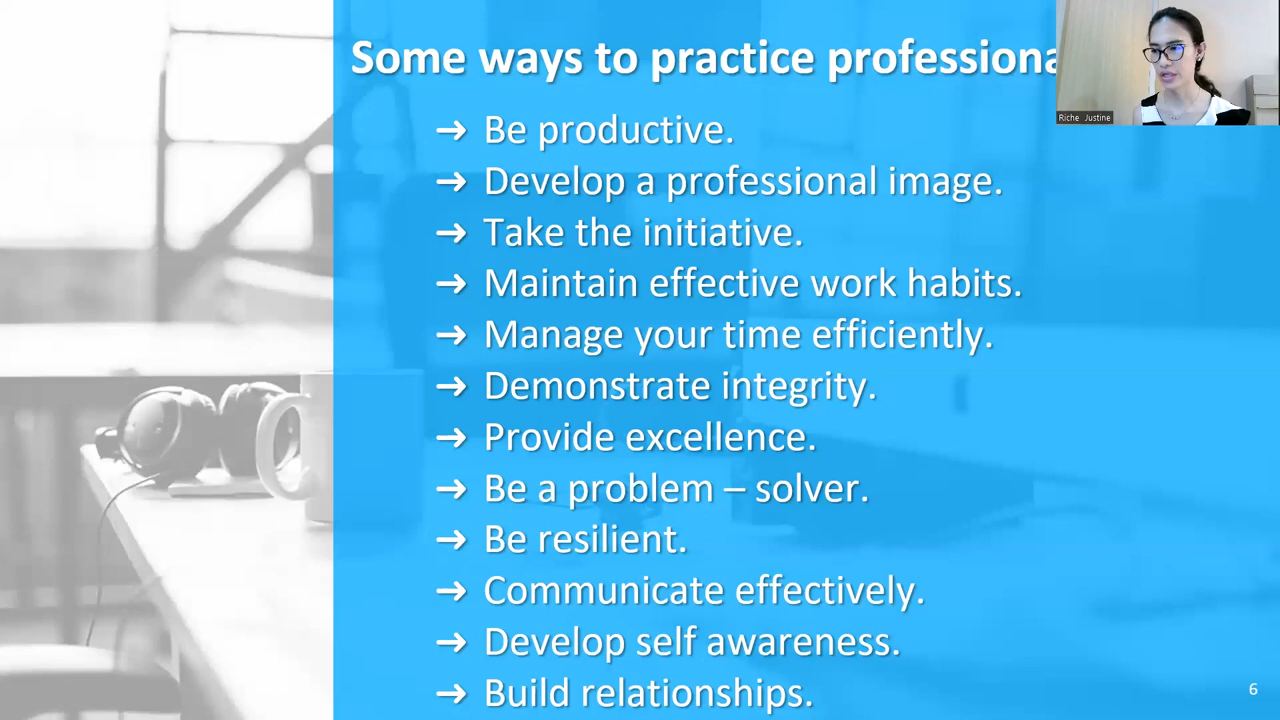 Some ways to practice professiona
→ Be productive.
→ Develop a professional image.
→ Take the initiative.
→ Maintain effective work habits.
→ Manage your time efficiently.
→ Demonstrate integrity.
→ Provide excellence.
→ Be a problem – solver.
→ Be resilient.
→ Communicate effectively.
→ Develop self awareness.
→ Build relationships.
Riche Justine
6